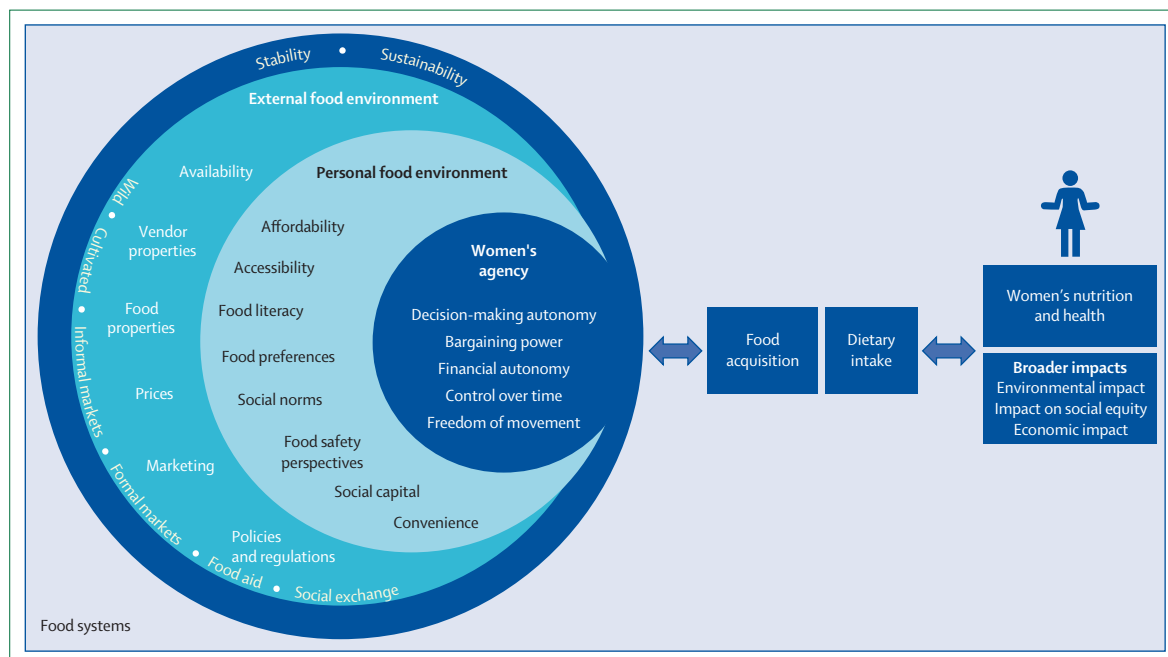 Stability • Sustainability
External food environment
Wild • Cultivated • Informal markets • Formal markets • Food aid • Social exchange
Availability
Vendor
properties
Food
properties
Prices
Marketing
Policies
and regulations
Personal food environment
Affordability
Accessibility
Food literacy
Food preferences
Social norms
Food safety
perspectives
Social capital
Convenience
Women's
agency
Decision-making autonomy
Bargaining power
Financial autonomy
Control over time
Freedom of movement
Food
acquisition
Dietary
intake
Women’s nutrition
and health
Broader impacts
Environmental impact
Impact on social equity
Economic impact
Food systems